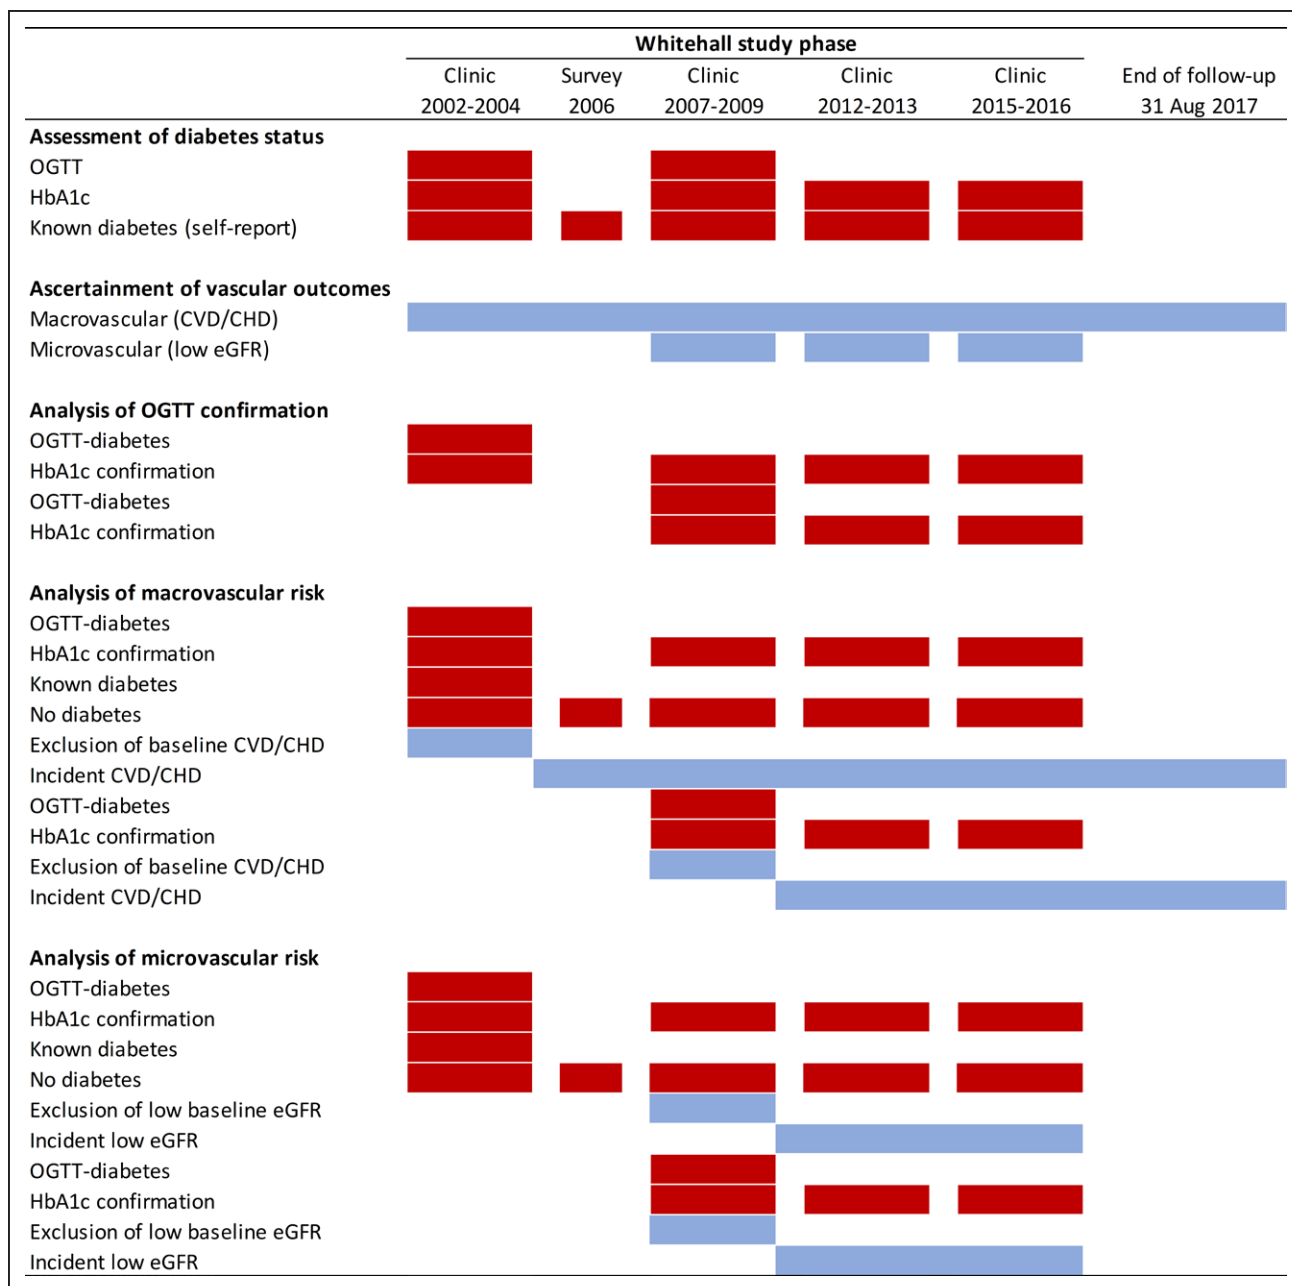 Whitehall study phase
Clinic Survey Clinic Clinic Clinic End of follow-up
2002-2004 2006 2007-2009 2012-2013 2015-2016 31 Aug 2017
Assessment of diabetes status
OGTT
HbA1c
Known diabetes (self-report)
Ascertainment of vascular outcomes
Macrovascular (CVD/CHD)
Microvascular (low eGFR)
Analysis of OGTT confirmation
OGTT-diabetes
HbA1c confirmation
OGTT-diabetes
HbA1c confirmation
Analysis of macrovascular risk
OGTT-diabetes
HbA1c confirmation
Known diabetes
No diabetes
Exclusion of baseline CVD/CHD
Incident CVD/CHD
OGTT-diabetes
HbA1c confirmation
Exclusion of baseline CVD/CHD
Incident CVD/CHD
Analysis of microvascular risk
OGTT-diabetes
HbA1c confirmation
Known diabetes
No diabetes
Exclusion of low baseline eGFR
Incident low eGFR
OGTT-diabetes
HbA1c confirmation
Exclusion of low baseline eGFR
Incident low eGFR